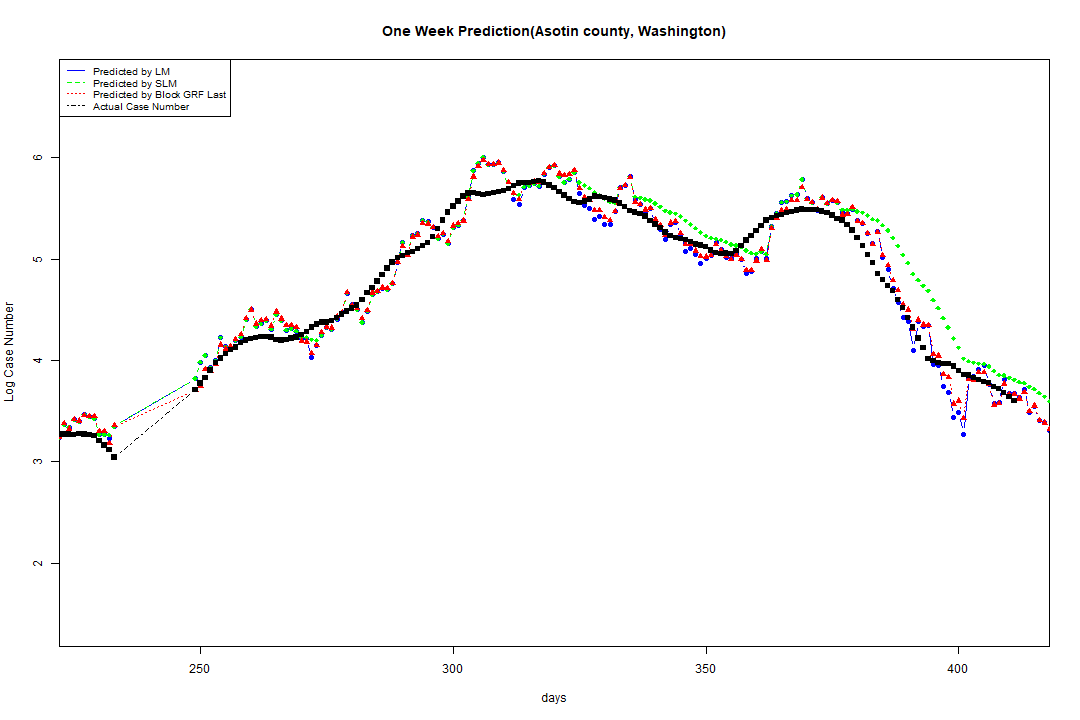 One Week Prediction(Asotin county, Washington)
Predicted by LM
Predicted by SLM
Predicted by Block GRF Last
Actual Case Number
6
5
4
3
2
Log Case Number
250 300 350 400
days